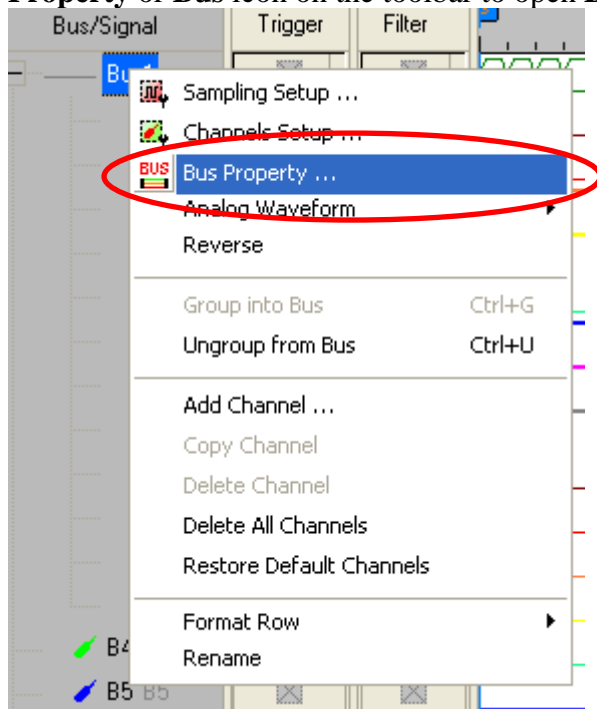 Property or Bus icon on the toolbar to open
Bus/Signal Trigger Filter
Sampling Setup ...
Channels Setup ...
BUS Bus Property ...
Analog Waveform
Reverse
Group into Bus Ctrl+G
Ungroup from Bus Ctrl+U
Add Channel ...
Copy Channel
Delete Channel
Delete All Channels
Restore Default Channels
Format Row
B4
Rename
B5 B5